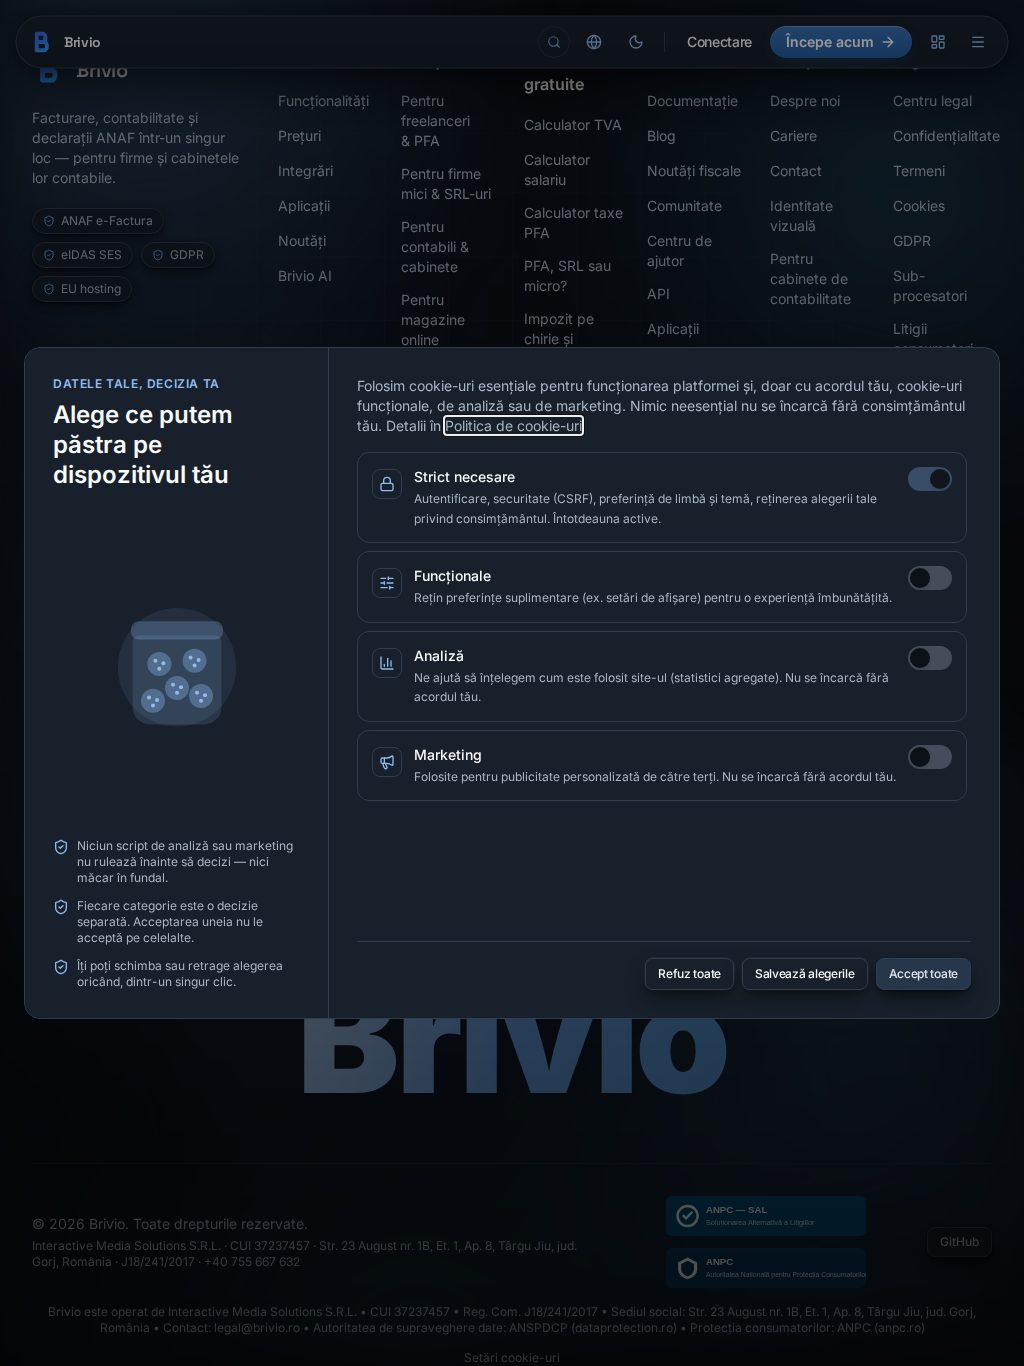 Brivio
Conectare
Începe acum
Brivio
Facturare, contabilitate și
declarații ANAF într-un singur
loc — pentru firme și cabinetele
lor contabile.
ANAF e-Factura
eIDAS SES
GDPR
EU hosting
Funcționalități
Prețuri
Integrări
Aplicații
Noutăți
Brivio AI
Pentru
freelanceri
& PFA
Pentru firme
mici & SRL-uri
Pentru
contabili &
cabinete
Pentru
magazine
online
gratuite
Calculator TVA
Calculator
salariu
Calculator taxe
PFA
PFA, SRL sau
micro?
Impozit pe
chirie și
Documentație
Blog
Noutăți fiscale
Comunitate
Centru de
ajutor
API
Aplicații
Despre noi
Cariere
Contact
Identitate
vizuală
Pentru
cabinete de
contabilitate
Centru legal
Confidențialitate
Termeni
Cookies
GDPR
Sub-
procesatori
Litigii
DATELE TALE, DECIZIA TA
Alege ce putem
păstra pe
dispozitivul tău
Niciun script de analiză sau marketing
nu rulează înainte să decizi — nici
măcar în fundal.
Fiecare categorie este o decizie
separată. Acceptarea uneia nu le
acceptă pe celelalte.
Îți poți schimba sau retrage alegerea
oricând, dintr-un singur clic.
Folosim cookie-uri esențiale pentru funcționarea platformei și, doar cu acordul tău, cookie-uri
funcționale, de analiză sau de marketing. Nimic neesențial nu se încarcă fără consimțământul
tău. Detalii în Politica de cookie-uri
Strict necesare
Autentificare, securitate (CSRF), preferință de limbă și temă, reținerea alegerii tale
privind consimțământul. Întotdeauna active.
Funcționale
Rețin preferințe suplimentare (ex. setări de afișare) pentru o experiență îmbunătățită.
Analiză
Ne ajută să înțelegem cum este folosit site-ul (statistici agregate). Nu se încarcă fără
acordul tău.
Marketing
Folosite pentru publicitate personalizată de către terți. Nu se încarcă fără acordul tău.
Refuz toate
Salvează alegerile
Accept toate
Brivio
© 2026 Brivio. Toate drepturile rezervate.
Interactive Media Solutions S.R.L. · CUI 37237457 · Str. 23 August nr. 1B, Et. 1, Ap. 8, Târgu Jiu, jud.
Gorj, România · J18/241/2017 · +40 755 667 632
ANPC — SAL
Soluționarea Alternativă a Litigiilor
ANPC
Autoritatea Națională pentru Protecția Consumatorilor
GitHub
Brivio este operat de Interactive Media Solutions S.R.L. • CUI 37237457 • Reg. Com. J18/241/2017 • Sediul social: Str. 23 August nr. 1B, Et. 1, Ap. 8, Târgu Jiu, jud. Gorj,
România • Contact: legal@brivio.ro • Autoritatea de supraveghere date: ANSPDCP (dataprotection.ro) • Protecția consumatorilor: ANPC (anpc.ro)
Setări cookie-uri